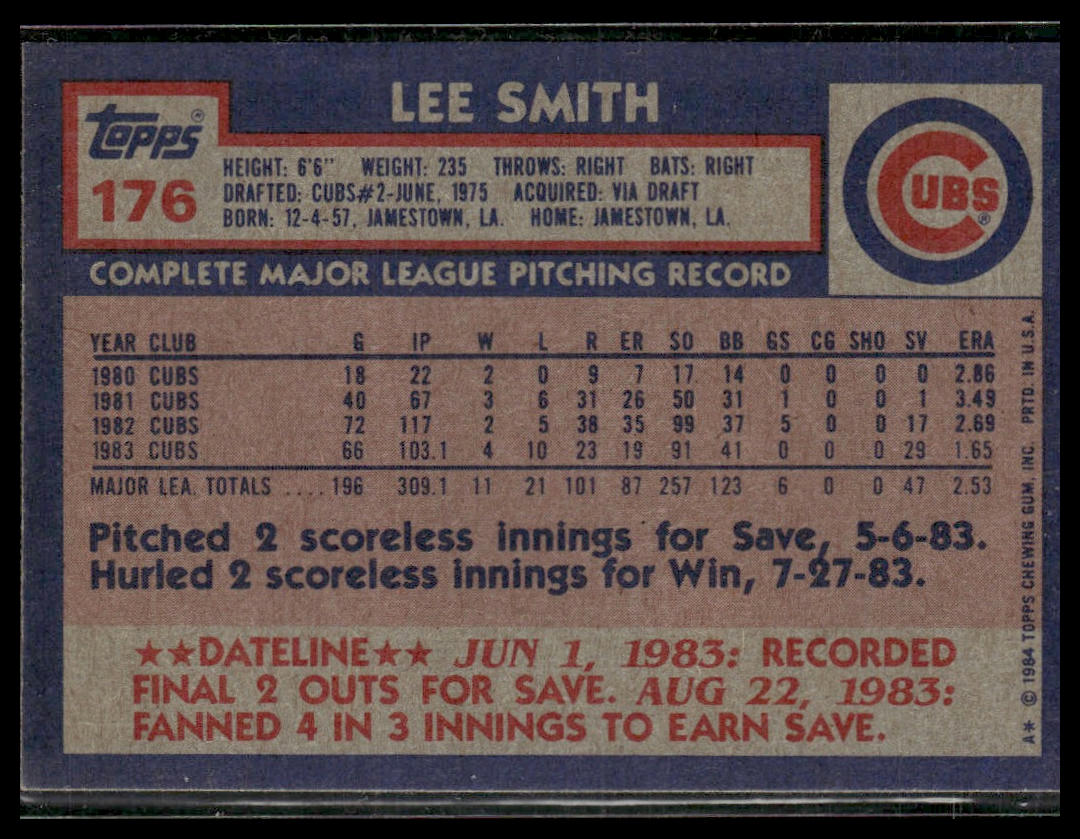 LEE SMITH
topps®
176
HEIGHT: 6'6" WEIGHT: 235 THROWS: RIGHT BATS: RIGHT
DRAFTED: CUBS#2-JUNE, 1975 ACQUIRED: VIA DRAFT
BORN: 12-4-57, JAMESTOWN, LA. HOME: JAMESTOWN, LA.
CUBS®
COMPLETE MAJOR LEAGUE PITCHING RECORD
YEAR CLUB G IP W L R ER SO BB GS CG SHO SV ERA
1980 CUBS 18 22 2 0 9 7 17 14 0 0 0 0 2.86
1981 CUBS 40 67 3 6 31 26 50 31 1 0 0 1 3.49
1982 CUBS 72 117 2 5 38 35 99 37 5 0 0 17 2.69
1983 CUBS 66 103.1 4 10 23 19 91 41 0 0 0 29 1.65
MAJOR LEA. TOTALS .... 196 309.1 11 21 101 87 257 123 6 0 0 47 2.53
Pitched 2 scoreless innings for Save, 5-6-83.
Hurled 2 scoreless innings for Win, 7-27-83.
★★DATELINE★★ JUN 1, 1983: RECORDED
FINAL 2 OUTS FOR SAVE. AUG 22, 1983:
FANNED 4 IN 3 INNINGS TO EARN SAVE.
A* © 1984 TOPPS CHEWING GUM, INC. PRTD. IN U.S.A.